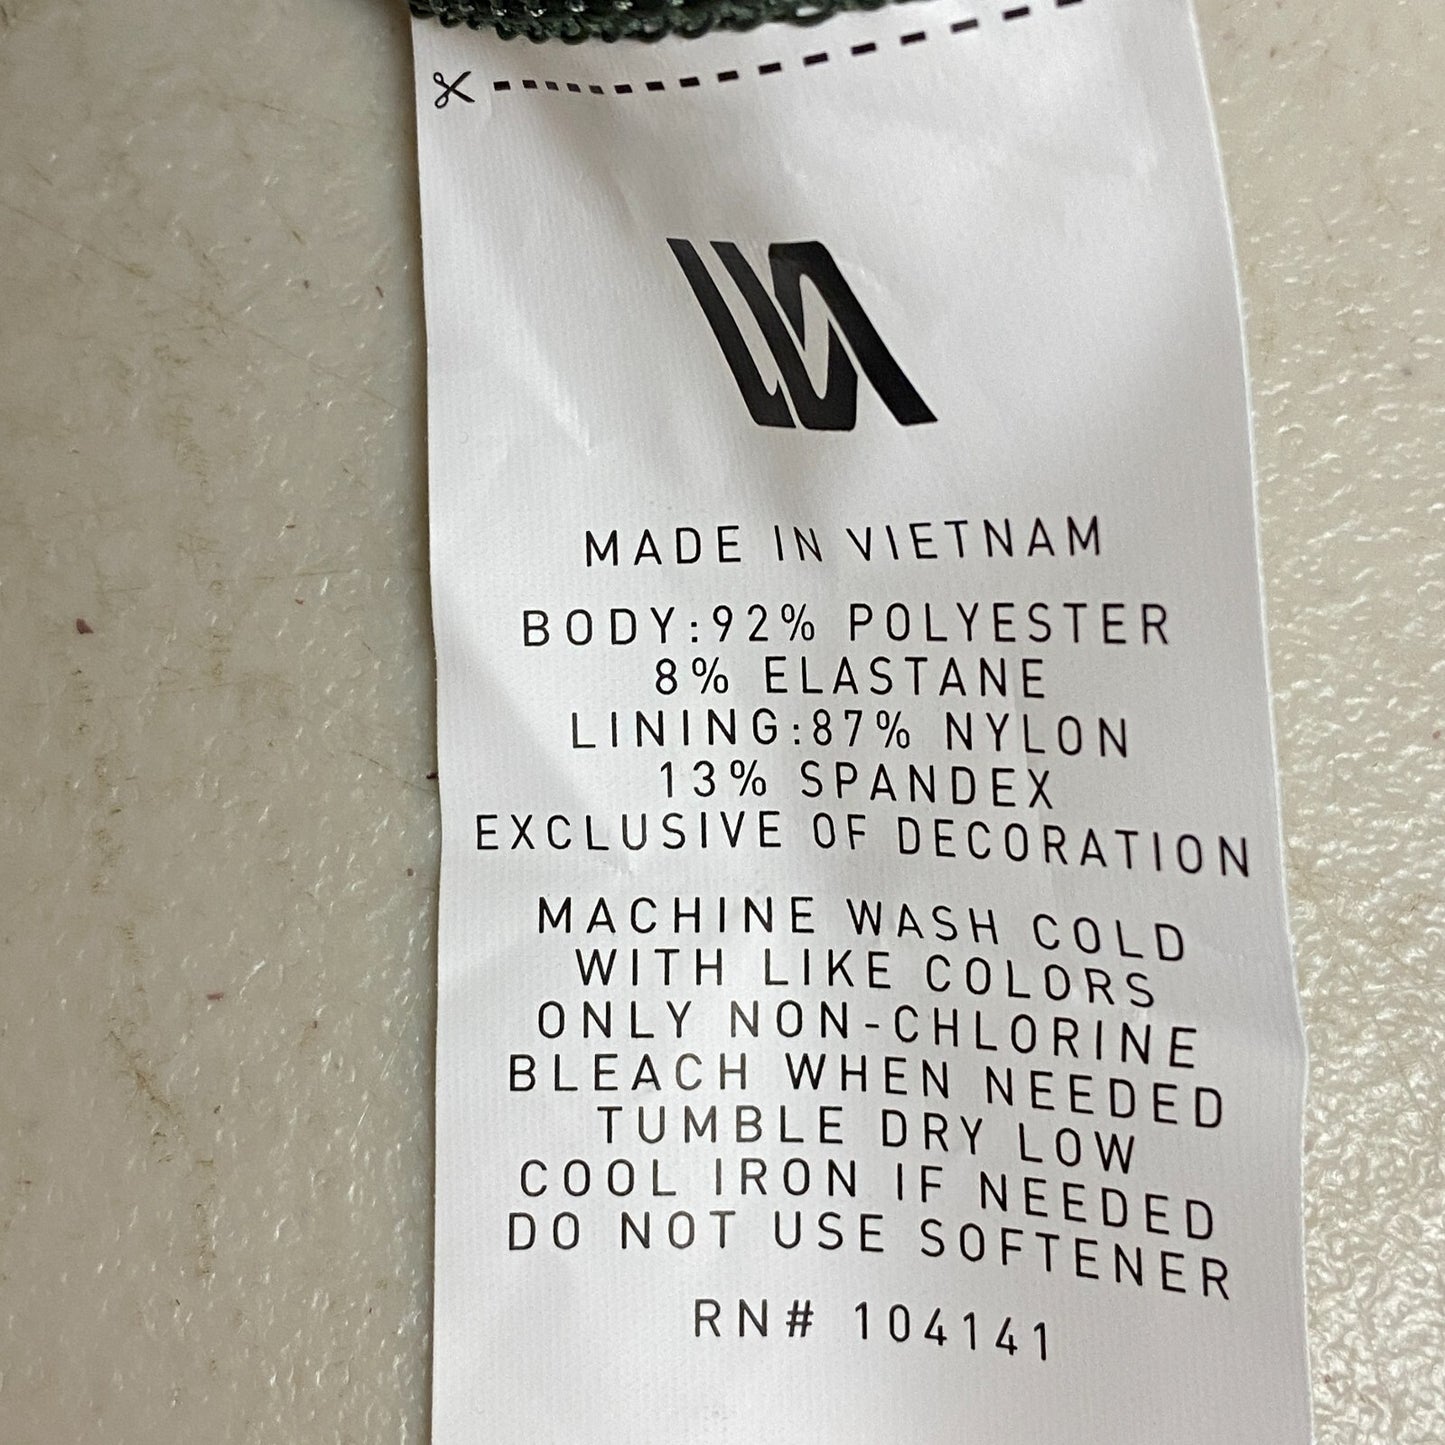 MADE IN VIETNAM
BODY:92% POLYESTER
8% ELASTANE
LINING:87% NYLON
13% SPANDEX
EXCLUSIVE OF DECORATION
MACHINE WASH COLD
WITH LIKE COLORS
ONLY NON-CHLORINE
BLEACH WHEN NEEDED
TUMBLE DRY LOW
COOL IRON IF NEEDED
DO NOT USE SOFTENER
RN# 104141